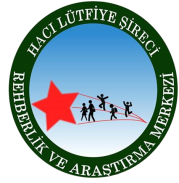 HACI LÜTFİYE ŞİRECİ
REHBERLİK VE ARAŞTIRMA MERKEZİ